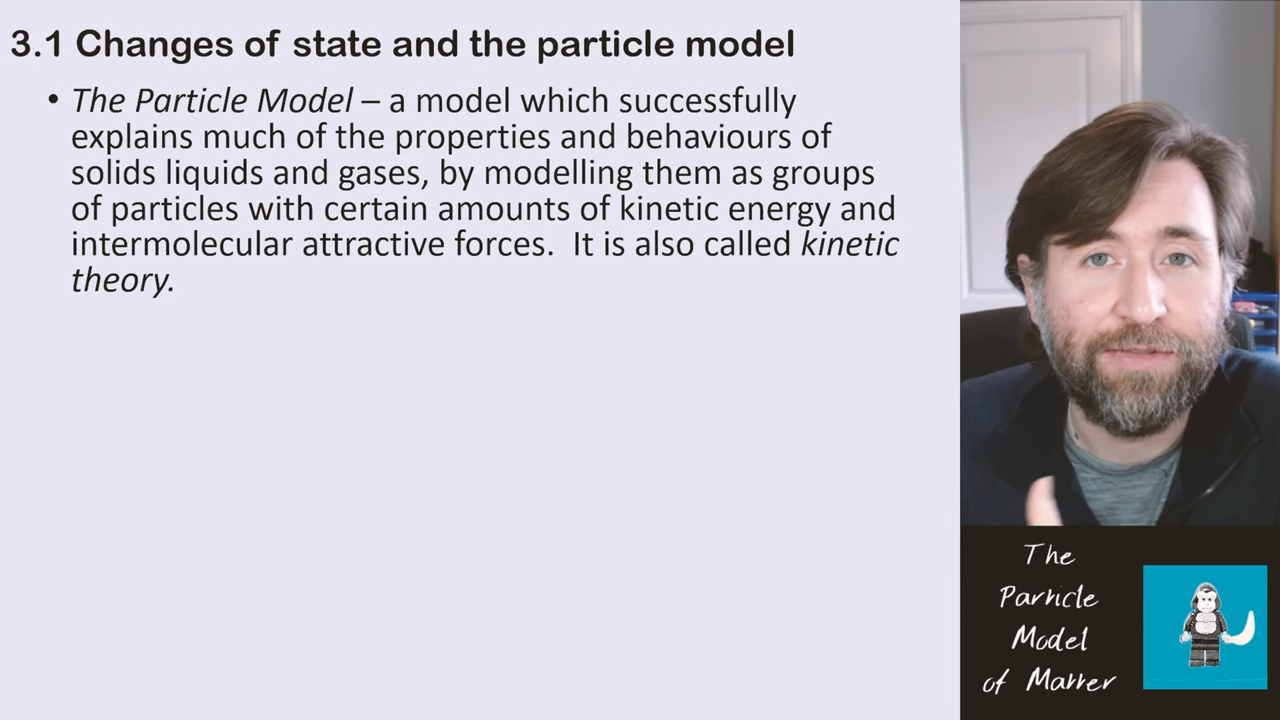 3.1 Changes of state and the particle model
• The Particle Model – a model which successfully
explains much of the properties and behaviours of
solids liquids and gases, by modelling them as groups
of particles with certain amounts of kinetic energy and
intermolecular attractive forces.  It is also called kinetic
theory.
The
Particle
Model
of Matter